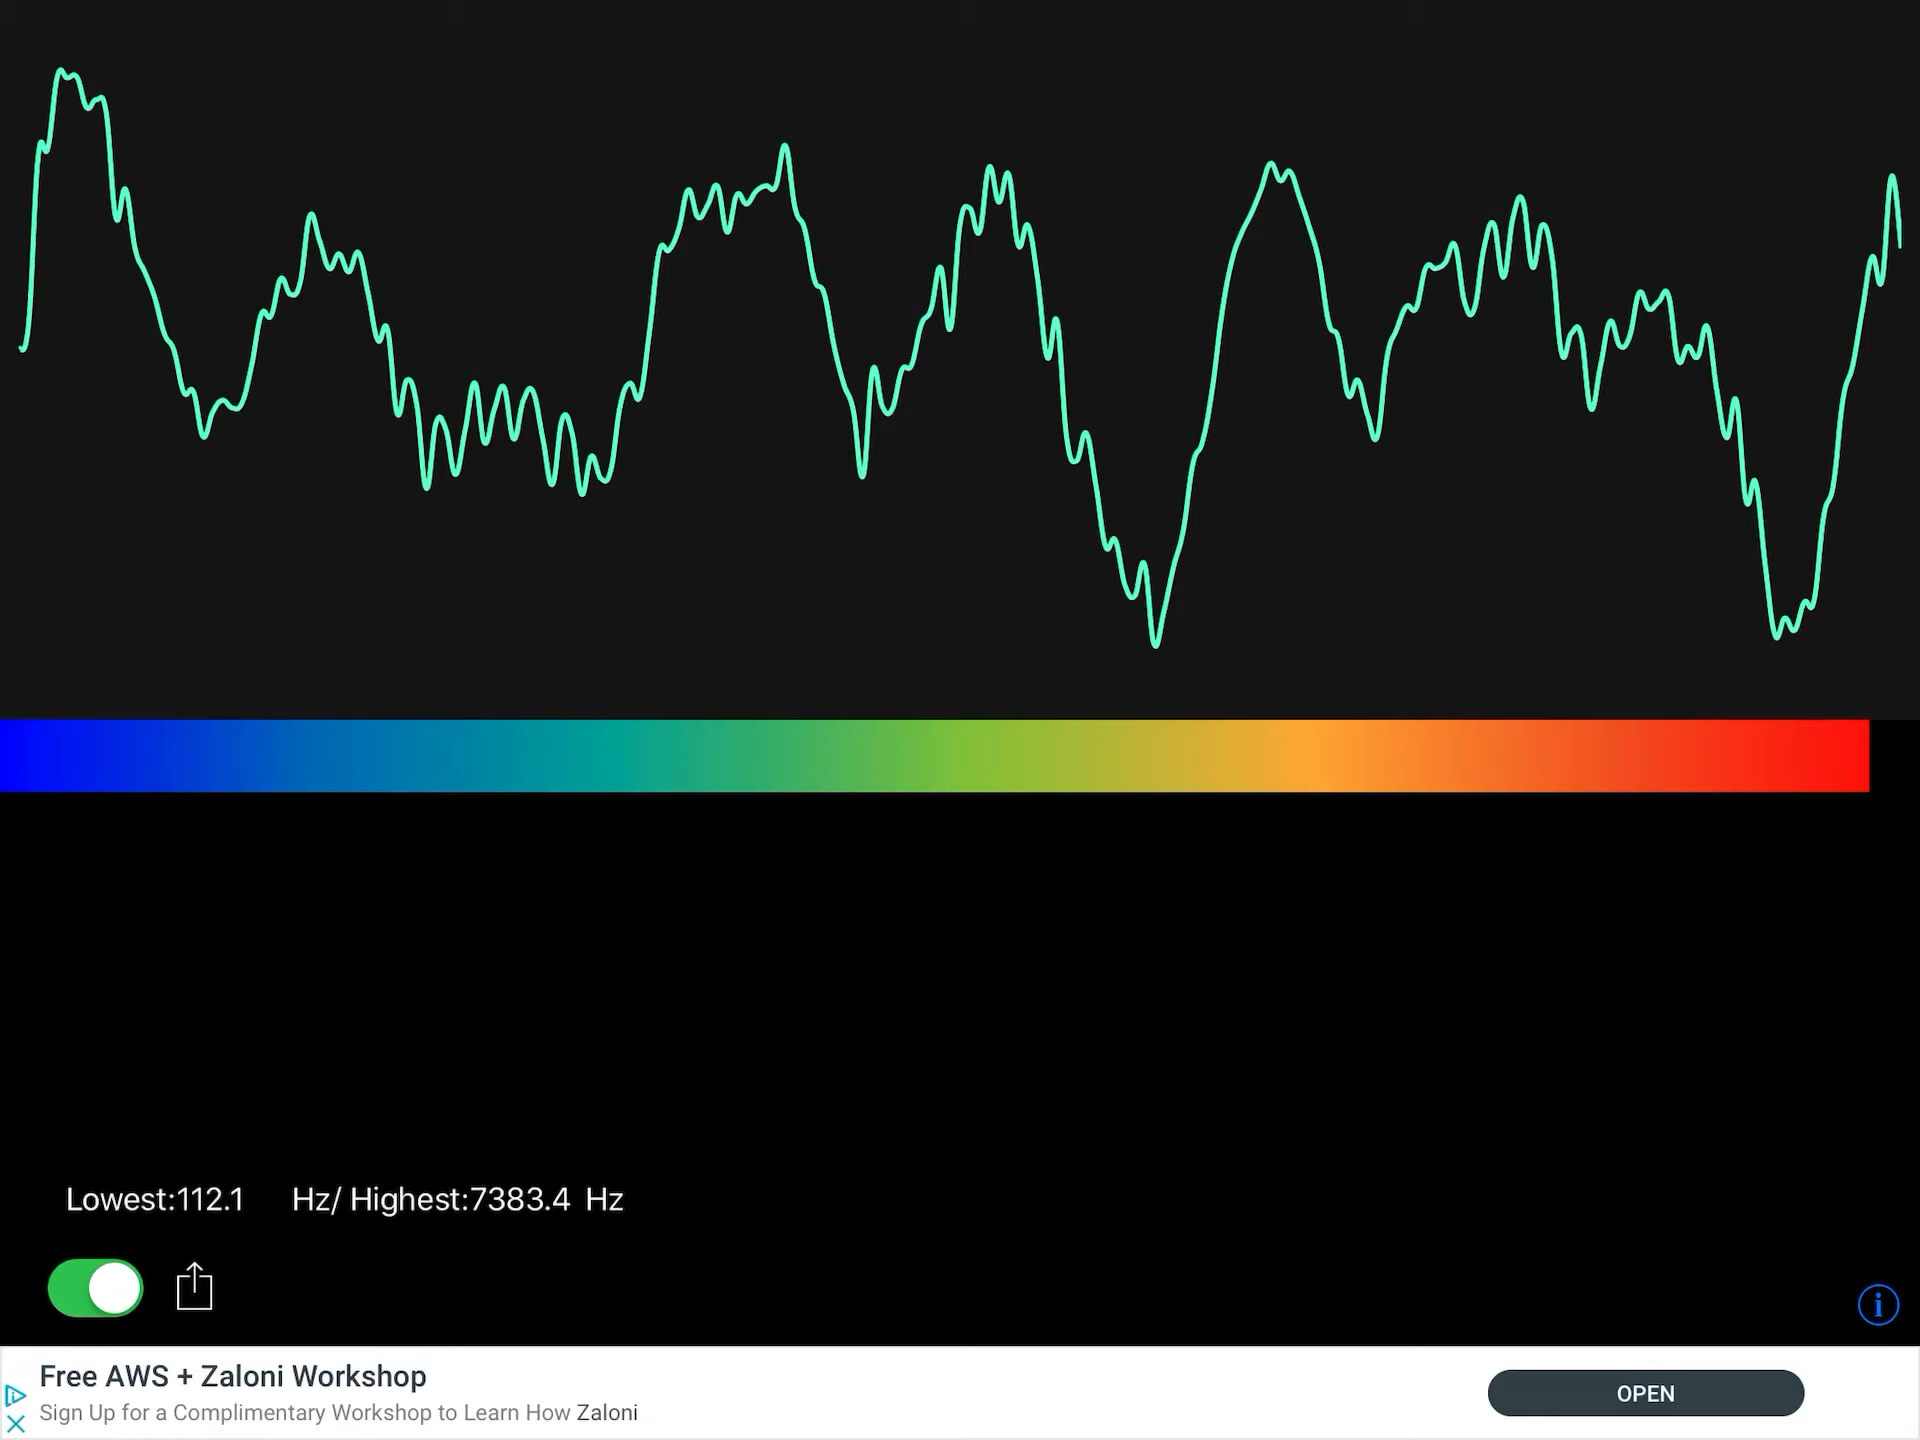 Lowest:112.1 Hz/ Highest:7383.4 Hz
Free AWS + Zaloni Workshop
Sign Up for a Complimentary Workshop to Learn How Zaloni
OPEN